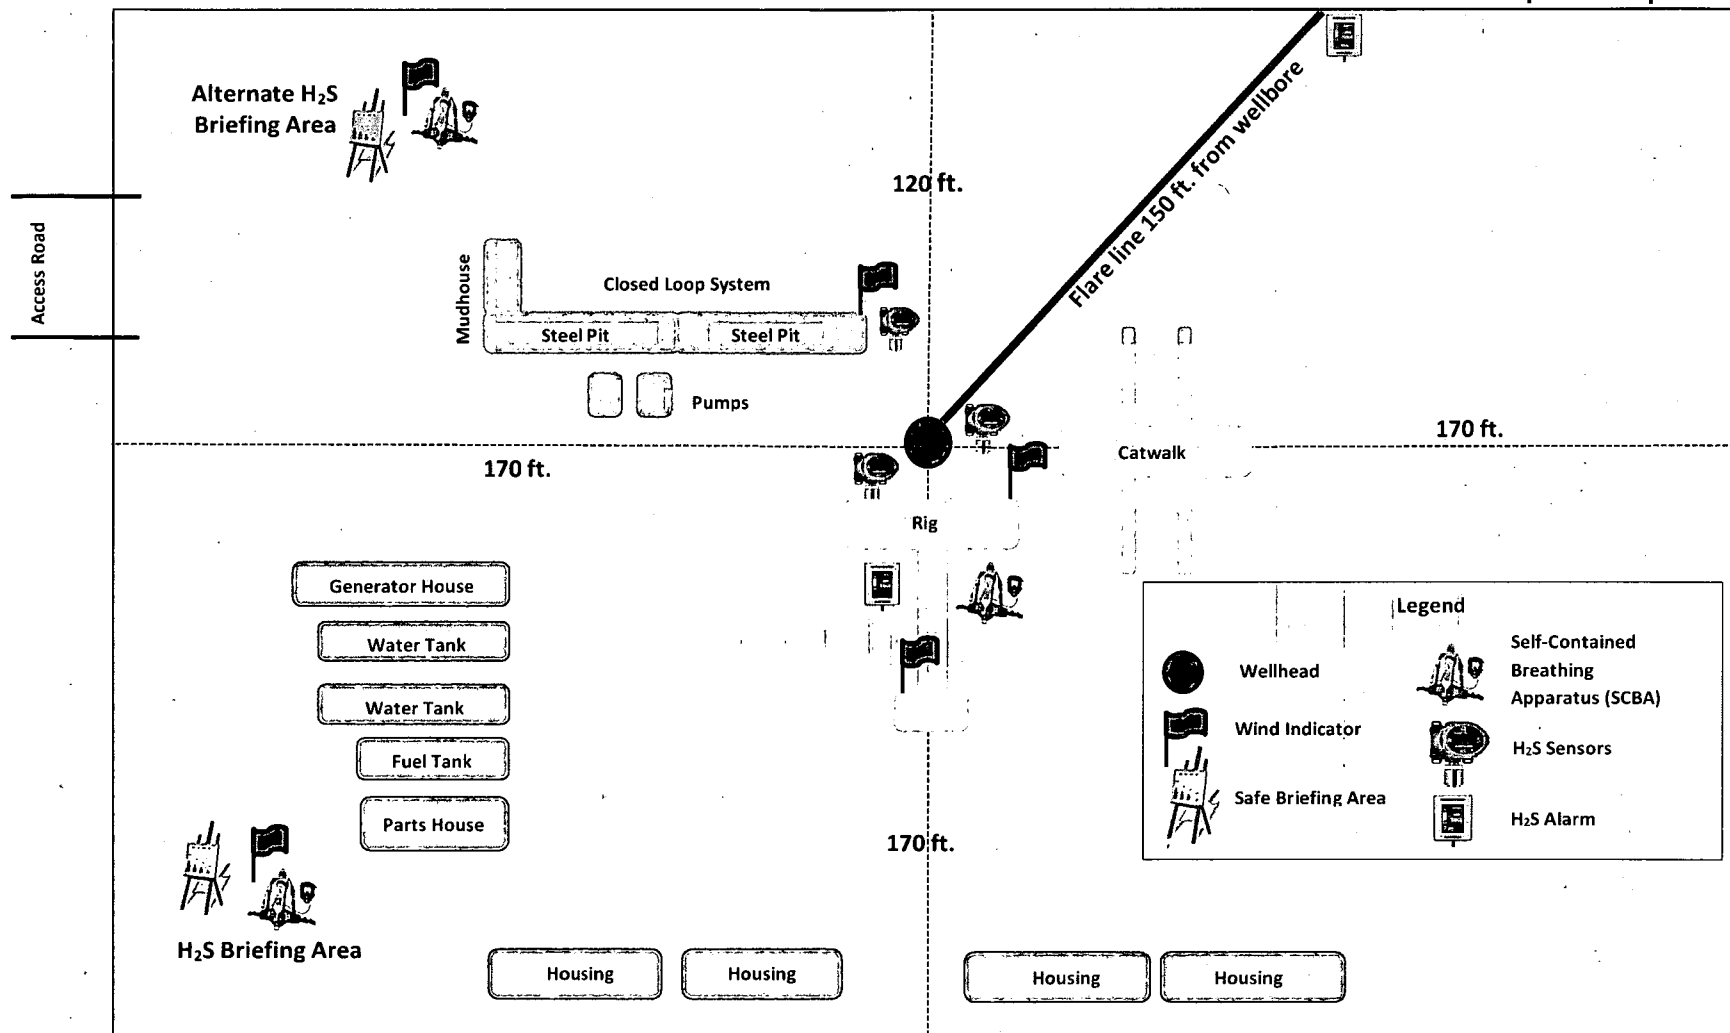 Alternate H₂S
Briefing Area
120 ft.
Flare line 150 ft. from wellbore
Access Road
Mudhouse
Closed Loop System
Steel Pit
Steel Pit
Pumps
170 ft.
170 ft.
Catwalk
Rig
Generator House
Water Tank
Water Tank
Fuel Tank
Parts House
170 ft.
H₂S Briefing Area
Housing
Housing
Housing
Housing
Legend
Wellhead
Wind Indicator
Safe Briefing Area
Self-Contained
Breathing
Apparatus (SCBA)
H₂S Sensors
H₂S Alarm